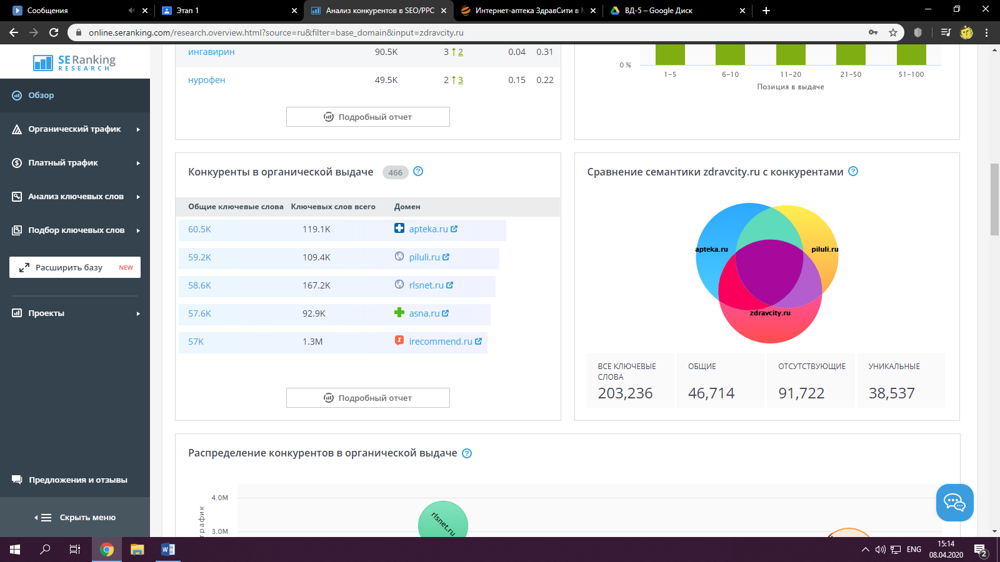 Сообщения
Этап 1
Анализ конкурентов в SEO/PPC
Интернет-аптека ЗдравСити в М
ВД-5 – Google Диск
online.seranking.com/research.overview.html?source=ru&filter=base_domain&input=zdravcity.ru
SE Ranking
RESEARCH
Обзор
Органический трафик
Платный трафик
Анализ ключевых слов
Подбор ключевых слов
Расширить базу NEW
Проекты
Предложения и отзывы
Скрыть меню
ингавирин 90.5K 3 2 0.04 0.31
нурофен 49.5K 2 3 0.15 0.22
Подробный отчет
0 %
1-5 6-10 11-20 21-50 51-100
Позиция в выдаче
Конкуренты в органической выдаче 466 ?
Общие ключевые слова Ключевых слов всего Домен
60.5K 119.1K apteka.ru
59.2K 109.4K piluli.ru
58.6K 167.2K rlsnet.ru
57.6K 92.9K asna.ru
57K 1.3M irecommend.ru
Подробный отчет
Сравнение семантики zdravcity.ru с конкурентами ?
apteka.ru piluli.ru
zdravcity.ru
ВСЕ КЛЮЧЕВЫЕ СЛОВА
203,236
ОБЩИЕ
46,714
ОТСУТСТВУЮЩИЕ
91,722
УНИКАЛЬНЫЕ
38,537
Распределение конкурентов в органической выдаче ?
4.0M
3.0M
трафик
rlsnet.ru
ENG
15:14
08.04.2020
2